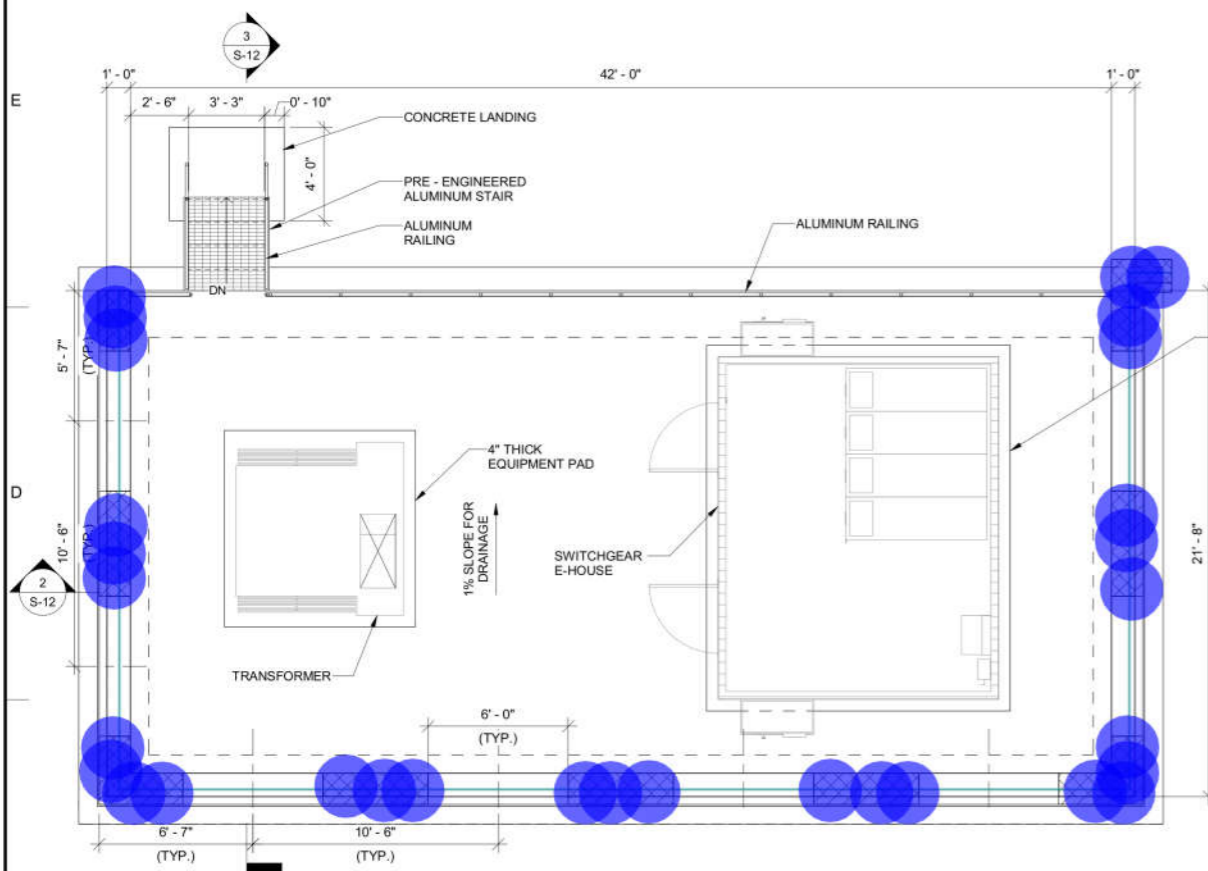 3
S-12
1' - 0"
42' - 0"
1' - 0"
E
2' - 6"
3' - 3"
0' - 10"
CONCRETE LANDING
4' - 0"
PRE - ENGINEERED
ALUMINUM STAIR
ALUMINUM
RAILING
ALUMINUM RAILING
DN
5' - 7"
(TYP.)
4" THICK
EQUIPMENT PAD
D
10' - 6"
(TYP.)
1% SLOPE FOR
DRAINAGE
SWITCHGEAR
E-HOUSE
21' - 8"
2
S-12
TRANSFORMER
6' - 0"
(TYP.)
6' - 7"
(TYP.)
10' - 6"
(TYP.)